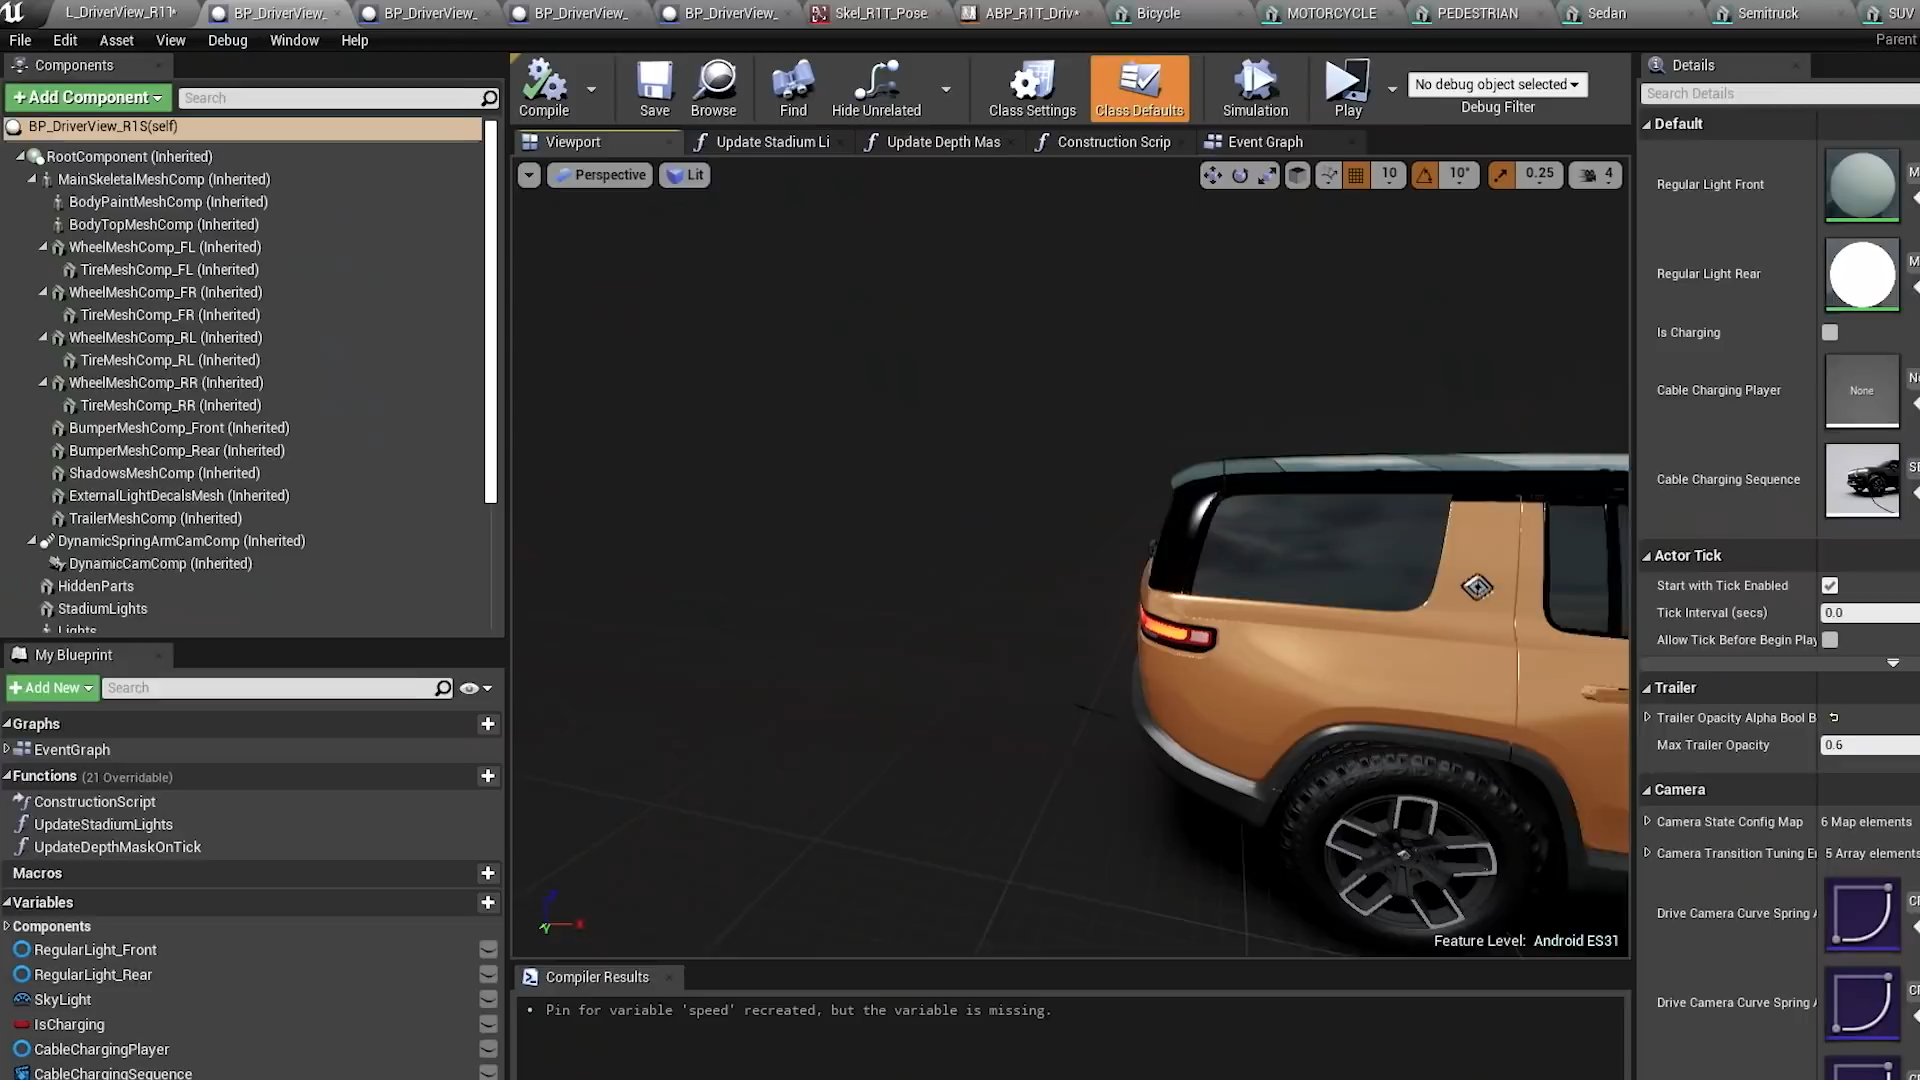 L_DriverView_R11*
BP_DriverView_
BP_DriverView_
BP_DriverView_
BP_DriverView_
Skel_R1T_Pose
ABP_R1T_Driv*
Bicycle
MOTORCYCLE
PEDESTRIAN
Sedan
Semitruck
SUV
File
Edit
Asset
View
Debug
Window
Help
Parent
Components
+Add Component
Search
BP_DriverView_R1S(self)
RootComponent (Inherited)
MainSkeletalMeshComp (Inherited)
BodyPaintMeshComp (Inherited)
BodyTopMeshComp (Inherited)
WheelMeshComp_FL (Inherited)
TireMeshComp_FL (Inherited)
WheelMeshComp_FR (Inherited)
TireMeshComp_FR (Inherited)
WheelMeshComp_RL (Inherited)
TireMeshComp_RL (Inherited)
WheelMeshComp_RR (Inherited)
TireMeshComp_RR (Inherited)
BumperMeshComp_Front (Inherited)
BumperMeshComp_Rear (Inherited)
ShadowsMeshComp (Inherited)
ExternalLightDecalsMesh (Inherited)
TrailerMeshComp (Inherited)
DynamicSpringArmCamComp (Inherited)
DynamicCamComp (Inherited)
HiddenParts
StadiumLights
Lights
My Blueprint
+Add New
Search
Graphs
EventGraph
Functions (21 Overridable)
ConstructionScript
UpdateStadiumLights
UpdateDepthMaskOnTick
Macros
Variables
Components
RegularLight_Front
RegularLight_Rear
SkyLight
IsCharging
CableChargingPlayer
CableChargingSequence
Compile
Save
Browse
Find
Hide Unrelated
Class Settings
Class Defaults
Simulation
Play
No debug object selected
Debug Filter
Viewport
Update Stadium Li
Update Depth Mas
Construction Scrip
Event Graph
Perspective
Lit
10
10°
0.25
4
Feature Level: Android ES31
Compiler Results
• Pin for variable 'speed' recreated, but the variable is missing.
Details
Search Details
Default
Regular Light Front
Regular Light Rear
Is Charging
Cable Charging Player
None
Cable Charging Sequence
Actor Tick
Start with Tick Enabled
Tick Interval (secs)
0.0
Allow Tick Before Begin Play
Trailer
Trailer Opacity Alpha Bool B
Max Trailer Opacity
0.6
Camera
Camera State Config Map
6 Map elements
Camera Transition Tuning E
5 Array elements
Drive Camera Curve Spring A
Drive Camera Curve Spring A